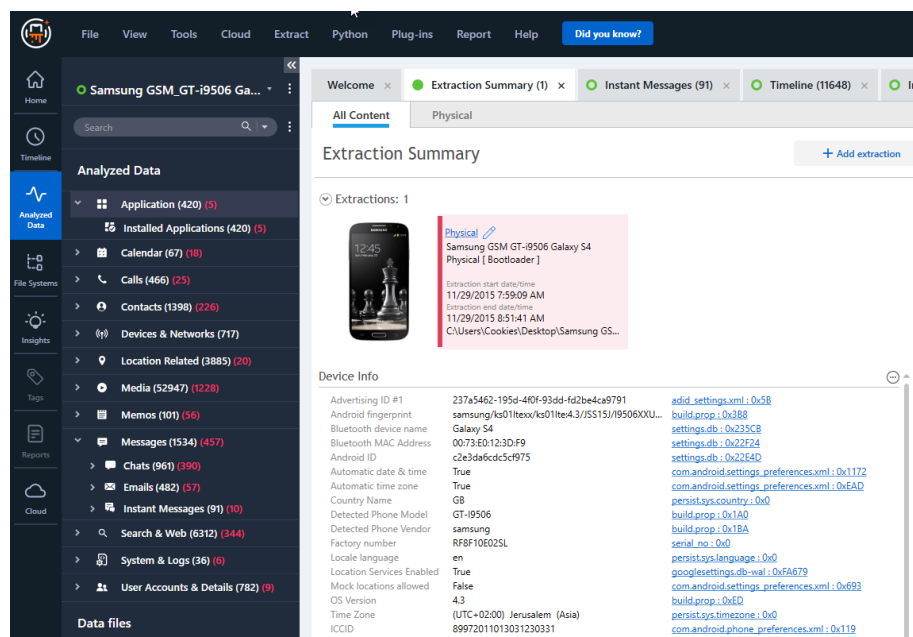 File View Tools Cloud Extract Python Plug-ins Report Help Did you know?
Home
Timeline
Analyzed
Data
File Systems
Insights
Tags
Reports
Cloud
Samsung GSM_GT-i9506 Ga...
Search
Analyzed Data
Application (420) (5)
Installed Applications (420) (5)
Calendar (67) (18)
Calls (466) (25)
Contacts (1398) (226)
Devices & Networks (717)
Location Related (3885) (20)
Media (52947) (1228)
Memos (101) (56)
Messages (1534) (457)
Chats (961) (390)
Emails (482) (57)
Instant Messages (91) (10)
Search & Web (6312) (344)
System & Logs (36) (6)
User Accounts & Details (782) (9)
Data files
Welcome × Extraction Summary (1) × Instant Messages (91) × Timeline (11648) ×
All Content Physical
Extraction Summary
+ Add extraction
Extractions: 1
12:45
Physical
Samsung GSM GT-i9506 Galaxy S4
Physical [ Bootloader ]
Extraction start date/time
11/29/2015 7:59:09 AM
Extraction end date/time
11/29/2015 8:51:41 AM
C:\Users\Cookies\Desktop\Samsung GS...
Device Info
Advertising ID #1 237a5462-195d-4f0f-93dd-fd2be4ca9791 adid_settings.xml : 0x5B
Android fingerprint samsung/ks01ltexx/ks01lte:4.3/JSS15J/I9506XXU... build.prop : 0x3B8
Bluetooth device name Galaxy S4 settings.db : 0x235CB
Bluetooth MAC Address 00:73:E0:12:3D:F9 settings.db : 0x22F24
Android ID c2e3da6cdc5cf975 settings.db : 0x22E4D
Automatic date & time True com.android.settings_preferences.xml : 0x1172
Automatic time zone True com.android.settings_preferences.xml : 0xEAD
Country Name GB persist.sys.country : 0x0
Detected Phone Model GT-I9506 build.prop : 0x1A0
Detected Phone Vendor samsung build.prop : 0x1BA
Factory number RF8F10E02SL serial_no : 0x0
Locale language en persist.sys.language : 0x0
Location Services Enabled True googlesettings.db-wal : 0xFA679
Mock locations allowed False com.android.settings_preferences.xml : 0x693
OS Version 4.3 build.prop : 0xED
Time Zone (UTC+02:00) Jerusalem (Asia) persist.sys.timezone : 0x0
ICCID 89972011013031230331 com.android.phone_preferences.xml : 0x119